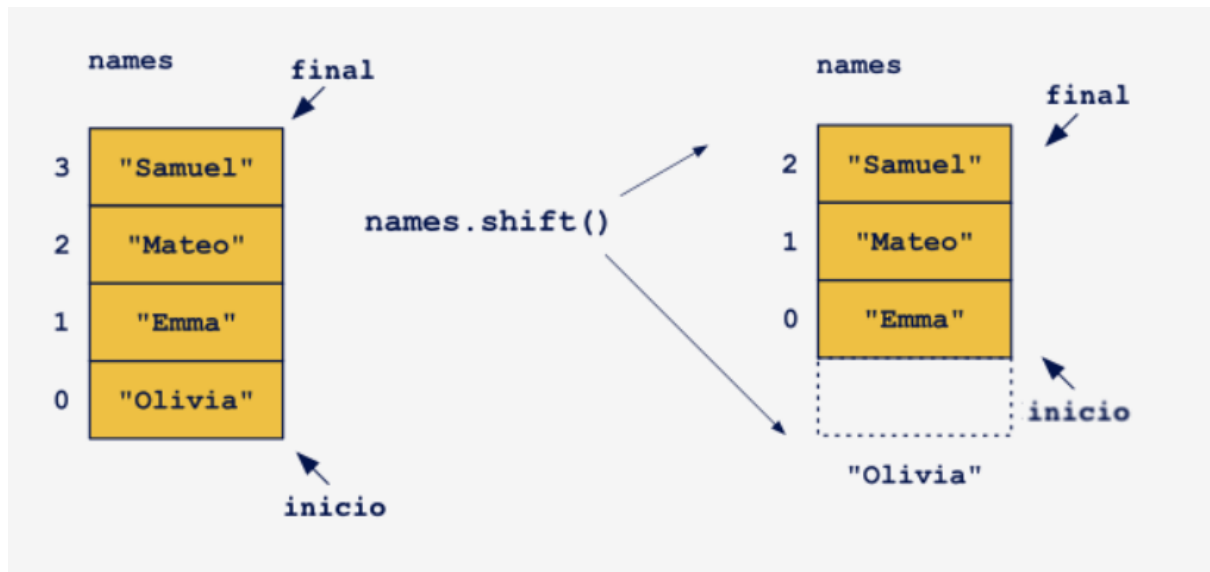 names
final
3 "Samuel"
2 "Mateo"
1 "Emma"
0 "Olivia"
inicio
names.shift()
names
final
2 "Samuel"
1 "Mateo"
0 "Emma"
inicio
"Olivia"